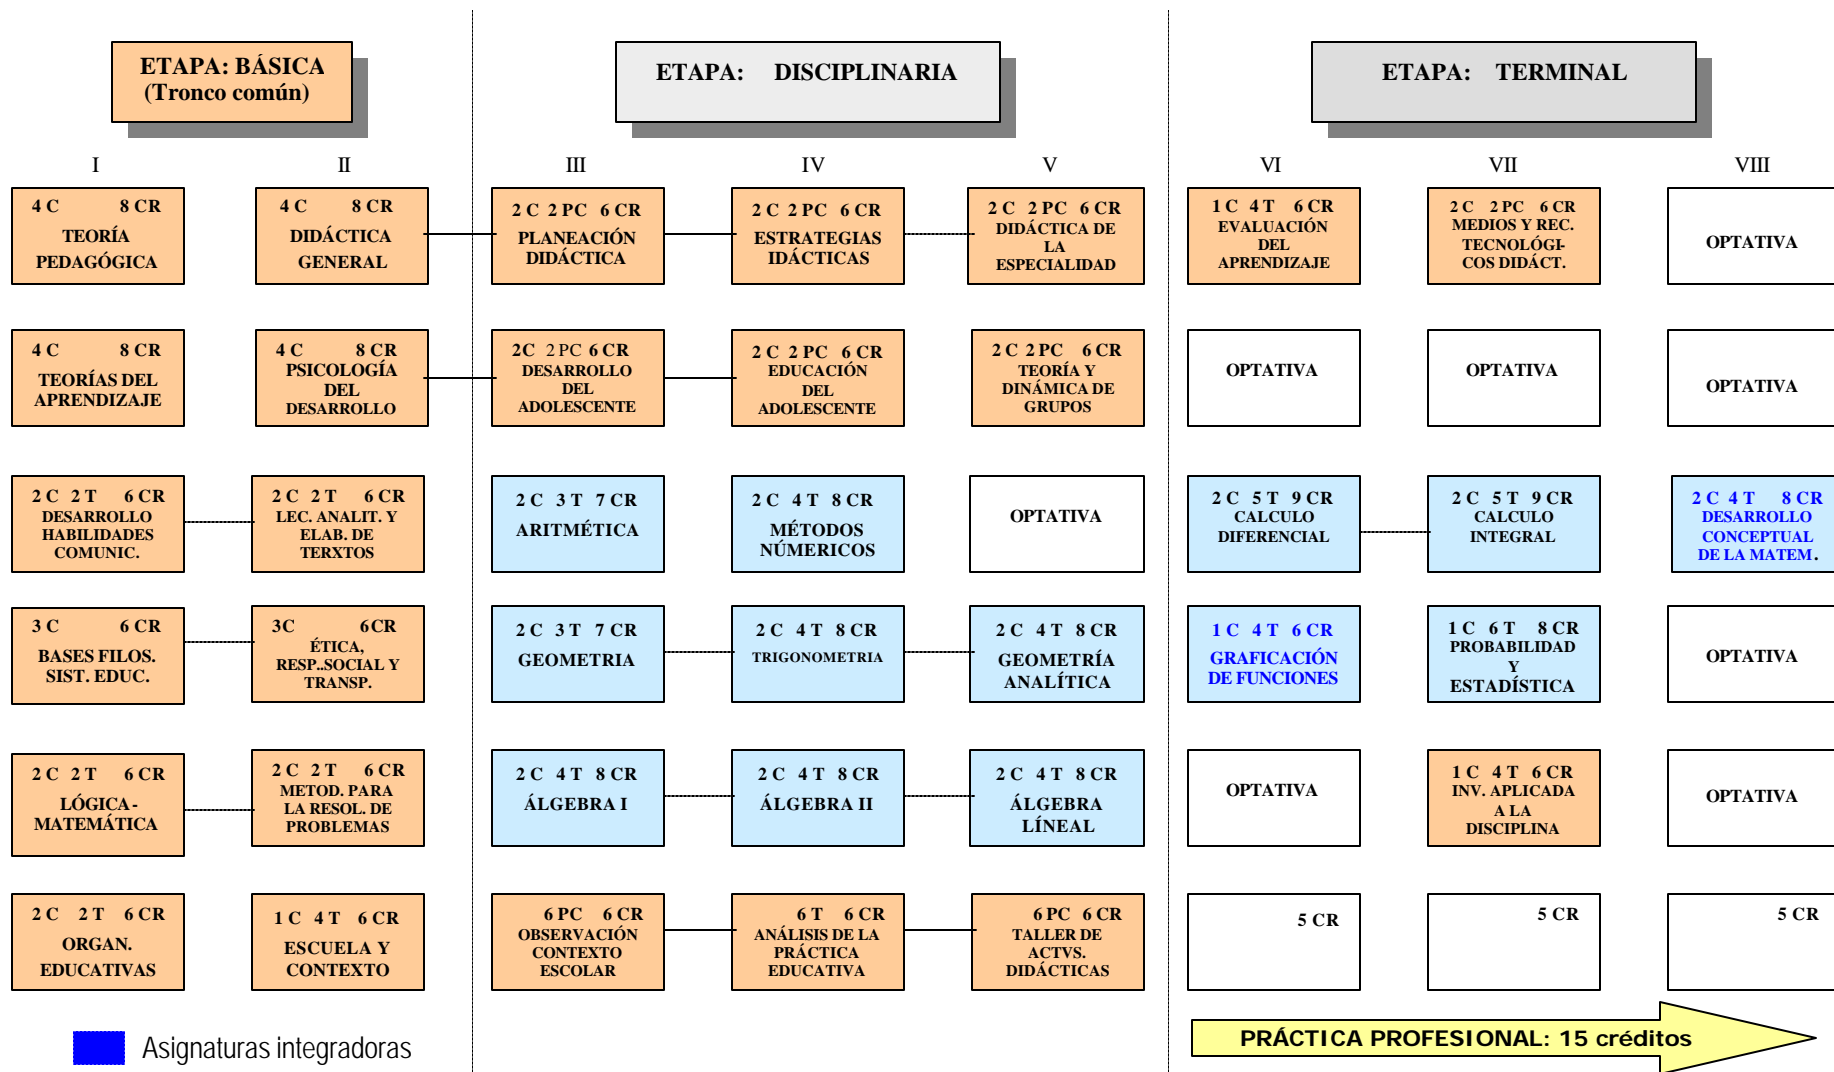 ETAPA: BÁSICA
(Tronco común)
ETAPA: DISCIPLINARIA
ETAPA: TERMINAL
I
II
III
IV
V
VI
VII
VIII
4 C 8 CR
TEORÍA
PEDAGÓGICA
4 C 8 CR
DIDÁCTICA
GENERAL
2 C 2 PC 6 CR
PLANEACIÓN
DIDÁCTICA
2 C 2 PC 6 CR
ESTRATEGIAS
IDÁCTICAS
2 C 2 PC 6 CR
DIDÁCTICA DE
LA
ESPECIALIDAD
1 C 4 T 6 CR
EVALUACIÓN
DEL
APRENDIZAJE
2 C 2 PC 6 CR
MEDIOS Y REC.
TECNOLÓGI-
COS DIDÁCT.
OPTATIVA
4 C 8 CR
TEORÍAS DEL
APRENDIZAJE
4 C 8 CR
PSICOLOGÍA
DEL
DESARROLLO
2C 2 PC 6 CR
DESARROLLO
DEL
ADOLESCENTE
2 C 2 PC 6 CR
EDUCACIÓN
DEL
ADOLESCENTE
2 C 2 PC 6 CR
TEORÍA Y
DINÁMICA DE
GRUPOS
OPTATIVA
OPTATIVA
OPTATIVA
2 C 2 T 6 CR
DESARROLLO
HABILIDADES
COMUNIC.
2 C 2 T 6 CR
LEC. ANALIT. Y
ELAB. DE
TERXTOS
2 C 3 T 7 CR
ARITMÉTICA
2 C 4 T 8 CR
MÉTODOS
NÚMERICOS
OPTATIVA
2 C 5 T 9 CR
CALCULO
DIFERENCIAL
2 C 5 T 9 CR
CALCULO
INTEGRAL
2 C 4 T 8 CR
DESARROLLO
CONCEPTUAL
DE LA MATEM.
3 C 6 CR
BASES FILOS.
SIST. EDUC.
3C 6CR
ÉTICA,
RESP..SOCIAL Y
TRANSP.
2 C 3 T 7 CR
GEOMETRIA
2 C 4 T 8 CR
TRIGONOMETRIA
2 C 4 T 8 CR
GEOMETRÍA
ANALÍTICA
1 C 4 T 6 CR
GRAFICACIÓN
DE FUNCIONES
1 C 6 T 8 CR
PROBABILIDAD
Y
ESTADÍSTICA
OPTATIVA
2 C 2 T 6 CR
LÓGICA -
MATEMÁTICA
2 C 2 T 6 CR
METOD. PARA
LA RESOL. DE
PROBLEMAS
2 C 4 T 8 CR
ÁLGEBRA I
2 C 4 T 8 CR
ÁLGEBRA II
2 C 4 T 8 CR
ÁLGEBRA
LÍNEAL
OPTATIVA
1 C 4 T 6 CR
INV. APLICADA
A LA
DISCIPLINA
OPTATIVA
2 C 2 T 6 CR
ORGAN.
EDUCATIVAS
1 C 4 T 6 CR
ESCUELA Y
CONTEXTO
6 PC 6 CR
OBSERVACIÓN
CONTEXTO
ESCOLAR
6 T 6 CR
ANÁLISIS DE LA
PRÁCTICA
EDUCATIVA
6 PC 6 CR
TALLER DE
ACTVS.
DIDÁCTICAS
5 CR
5 CR
5 CR
Asignaturas integradoras
PRÁCTICA PROFESIONAL: 15 créditos